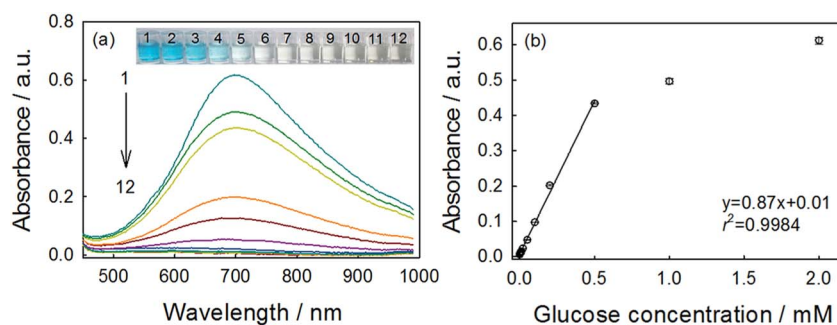 (a)
1 2 3 4 5 6 7 8 9 10 11 12
1
12
0.8
0.6
0.4
0.2
0.0
500 600 700 800 900 1000
Wavelength / nm
Absorbance / a.u.
(b)
0.6
0.5
0.4
0.3
0.2
0.1
0.0
y=0.87x+0.01
r²=0.9984
0.0 0.5 1.0 1.5 2.0
Glucose concentration / mM
Absorbance / a.u.